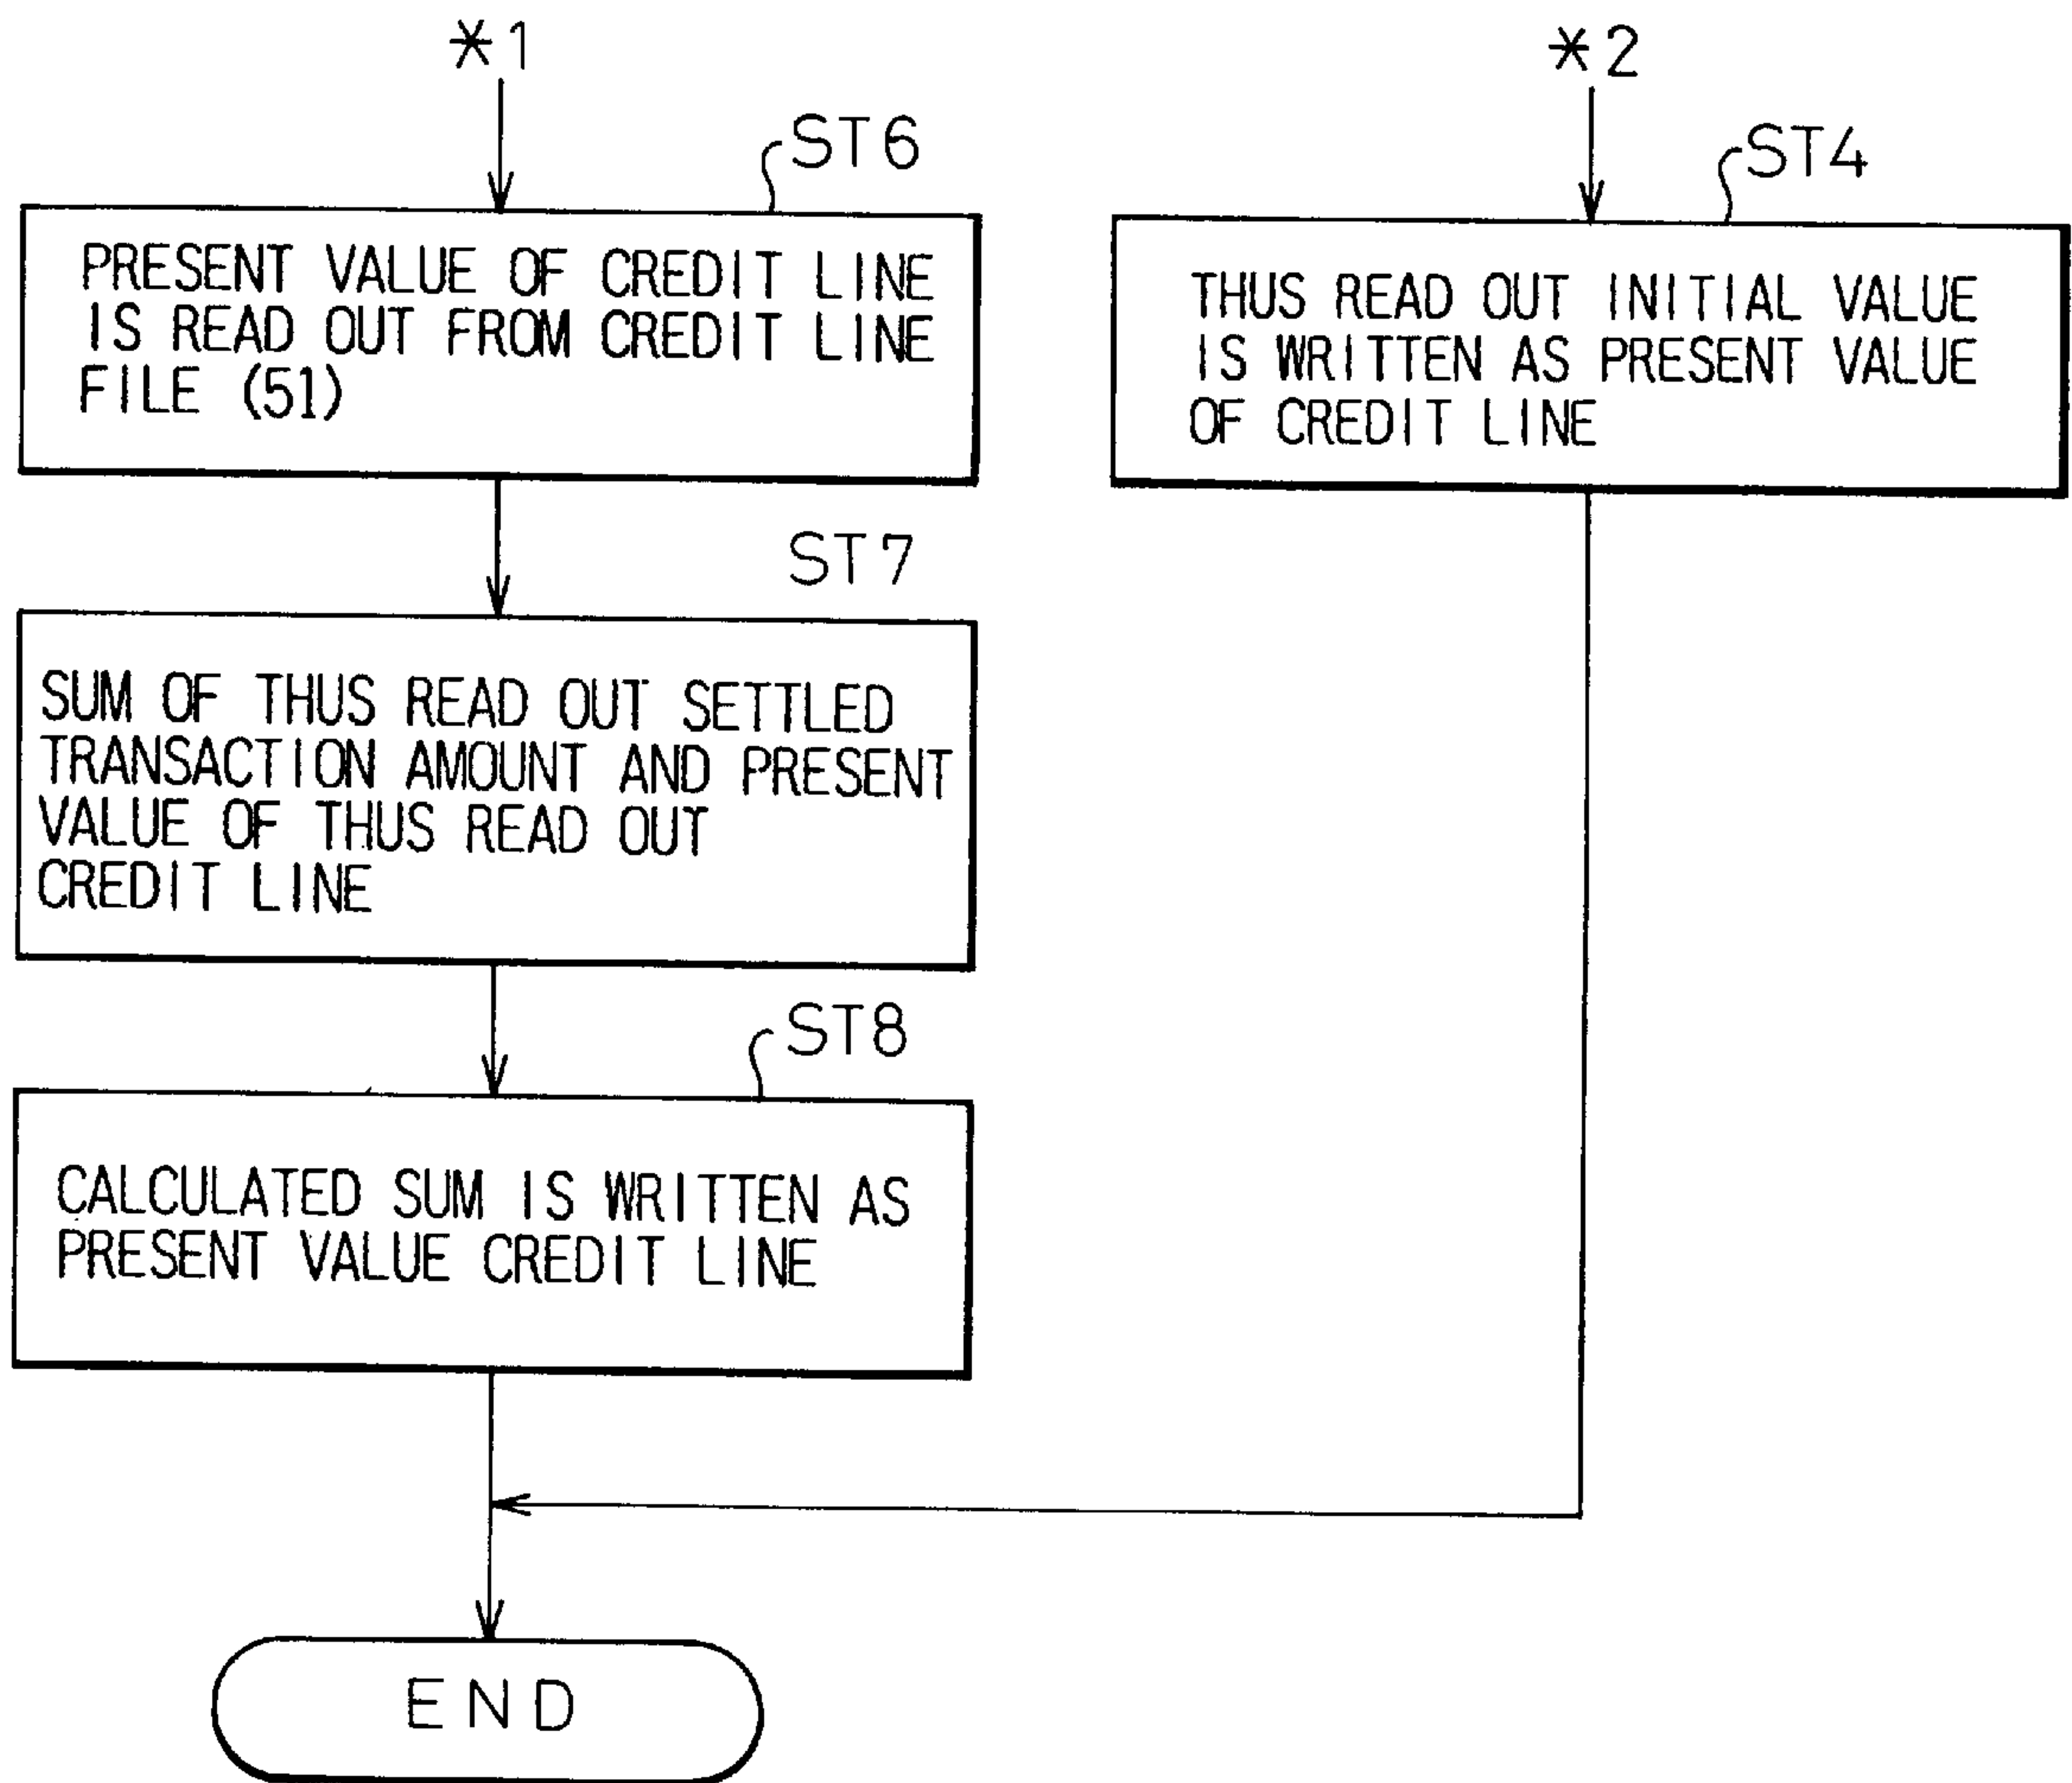 *1
ST6
PRESENT VALUE OF CREDIT LINE
IS READ OUT FROM CREDIT LINE
FILE (51)
ST7
SUM OF THUS READ OUT SETTLED
TRANSACTION AMOUNT AND PRESENT
VALUE OF THUS READ OUT
CREDIT LINE
ST8
CALCULATED SUM IS WRITTEN AS
PRESENT VALUE CREDIT LINE
*2
ST4
THUS READ OUT INITIAL VALUE
IS WRITTEN AS PRESENT VALUE
OF CREDIT LINE
END